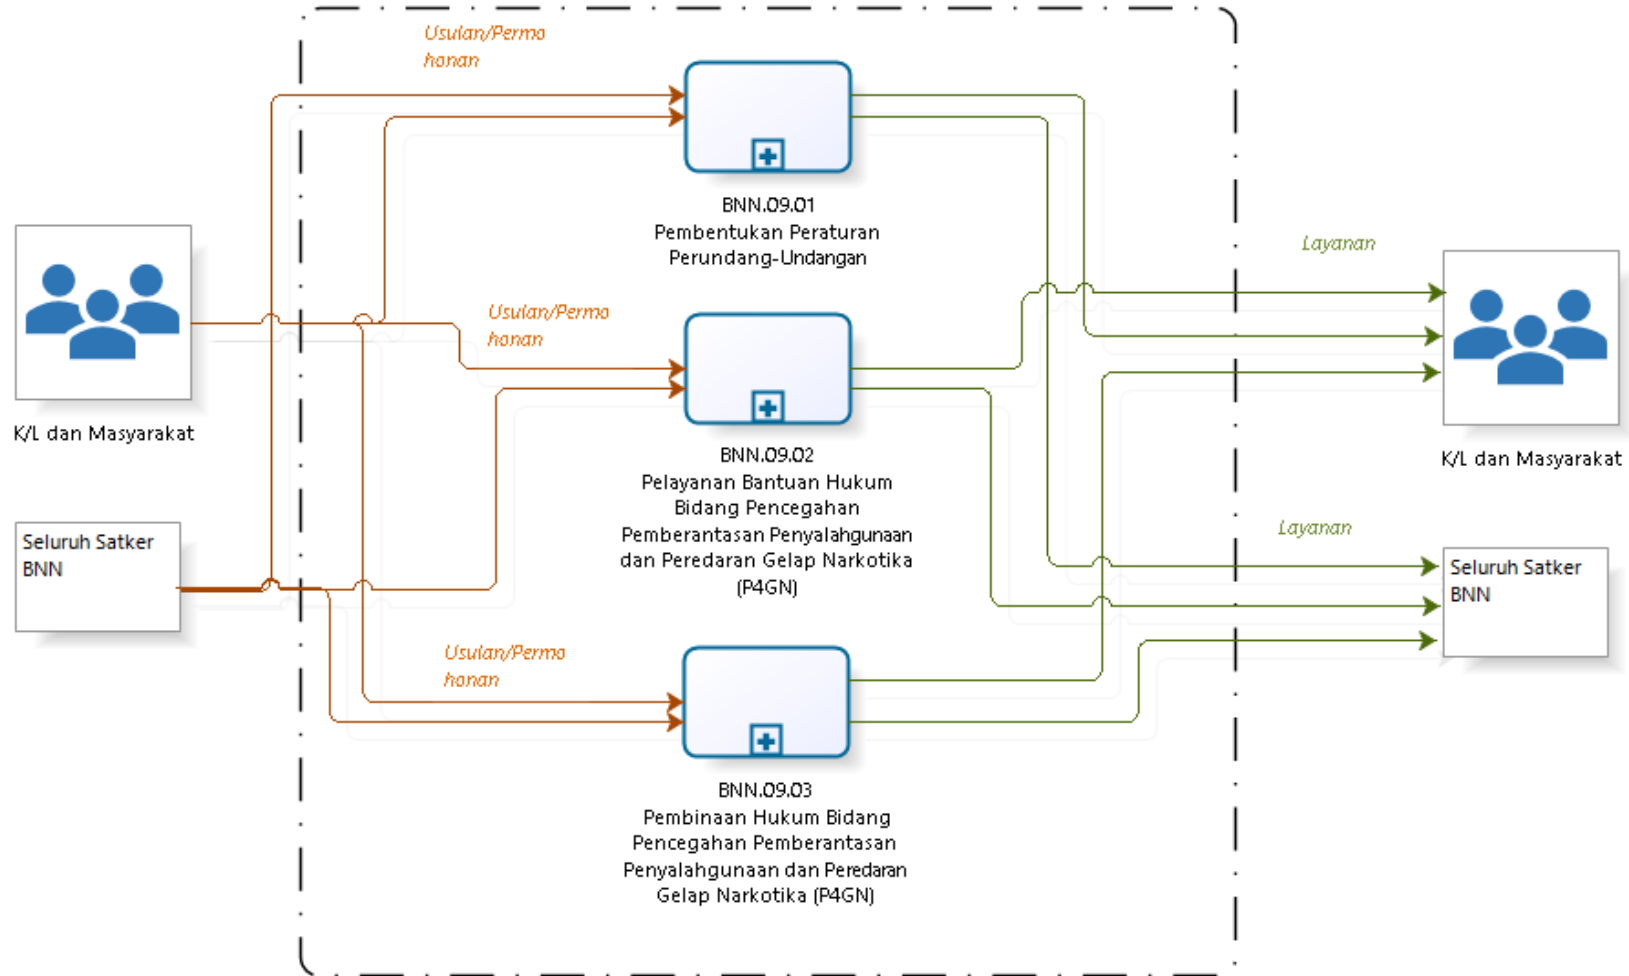 Usulan/Permo
honan
BNN.09.01
Pembentukan Peraturan
Perundang-Undangan
K/L dan Masyarakat
Usulan/Permo
honan
BNN.09.02
Pelayanan Bantuan Hukum
Bidang Pencegahan
Pemberantasan Penyalahgunaan
dan Peredaran Gelap Narkotika
(P4GN)
Seluruh Satker
BNN
Usulan/Permo
honan
BNN.09.03
Pembinaan Hukum Bidang
Pencegahan Pemberantasan
Penyalahgunaan dan Peredaran
Gelap Narkotika (P4GN)
Layanan
K/L dan Masyarakat
Layanan
Seluruh Satker
BNN